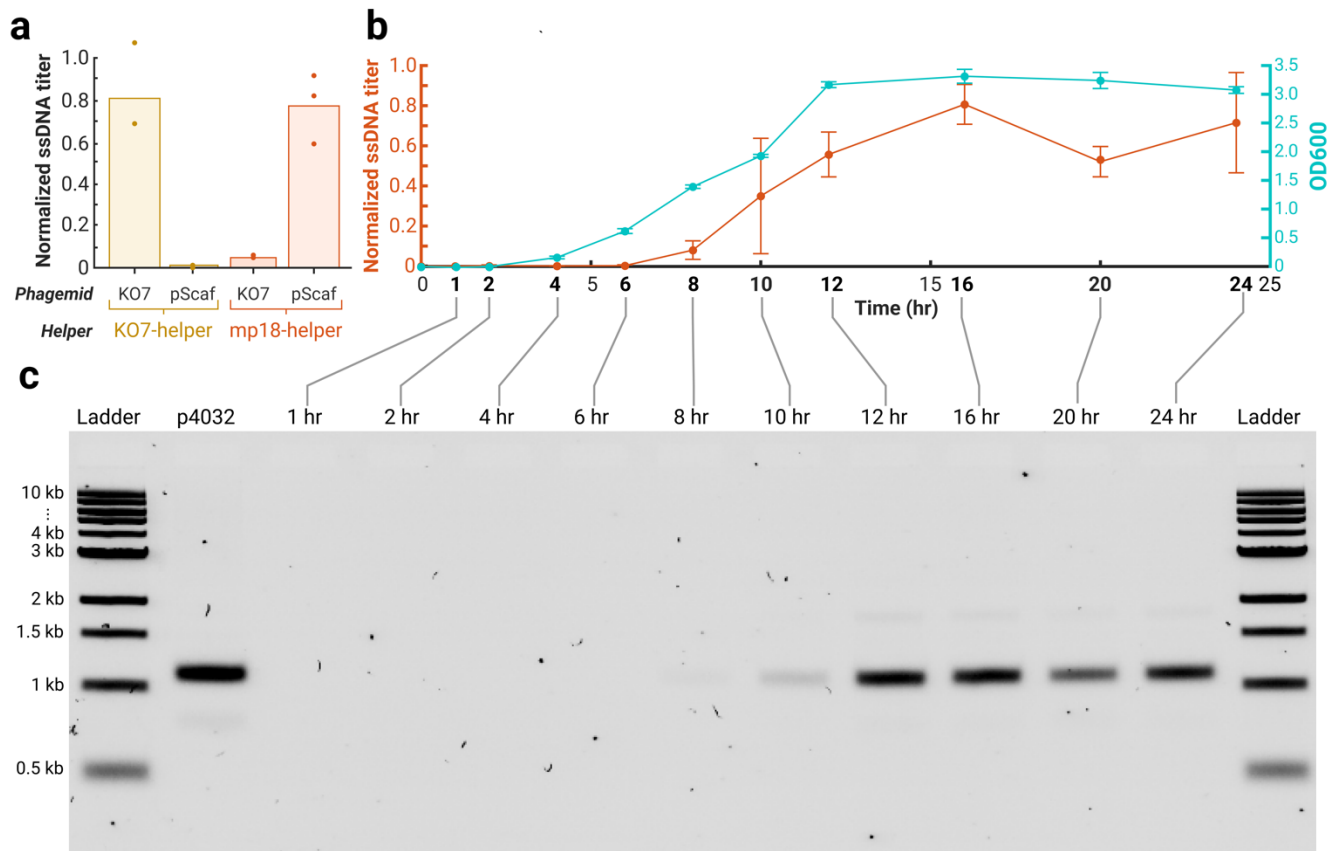 a
Normalized ssDNA titer
1.0
0.8
0.6
0.4
0.2
0
Phagemid KO7 pScaf KO7 pScaf
Helper KO7-helper mp18-helper
b
Normalized ssDNA titer
1.0
0.8
0.6
0.4
0.2
0
3.5
3.0
2.5
2.0
1.5
1.0
0.5
0
OD600
0 1 2 4 5 6 8 10 12 15 16 20 24 25
Time (hr)
c
Ladder p4032 1 hr 2 hr 4 hr 6 hr 8 hr 10 hr 12 hr 16 hr 20 hr 24 hr Ladder
10 kb
4 kb
3 kb
2 kb
1.5 kb
1 kb
0.5 kb